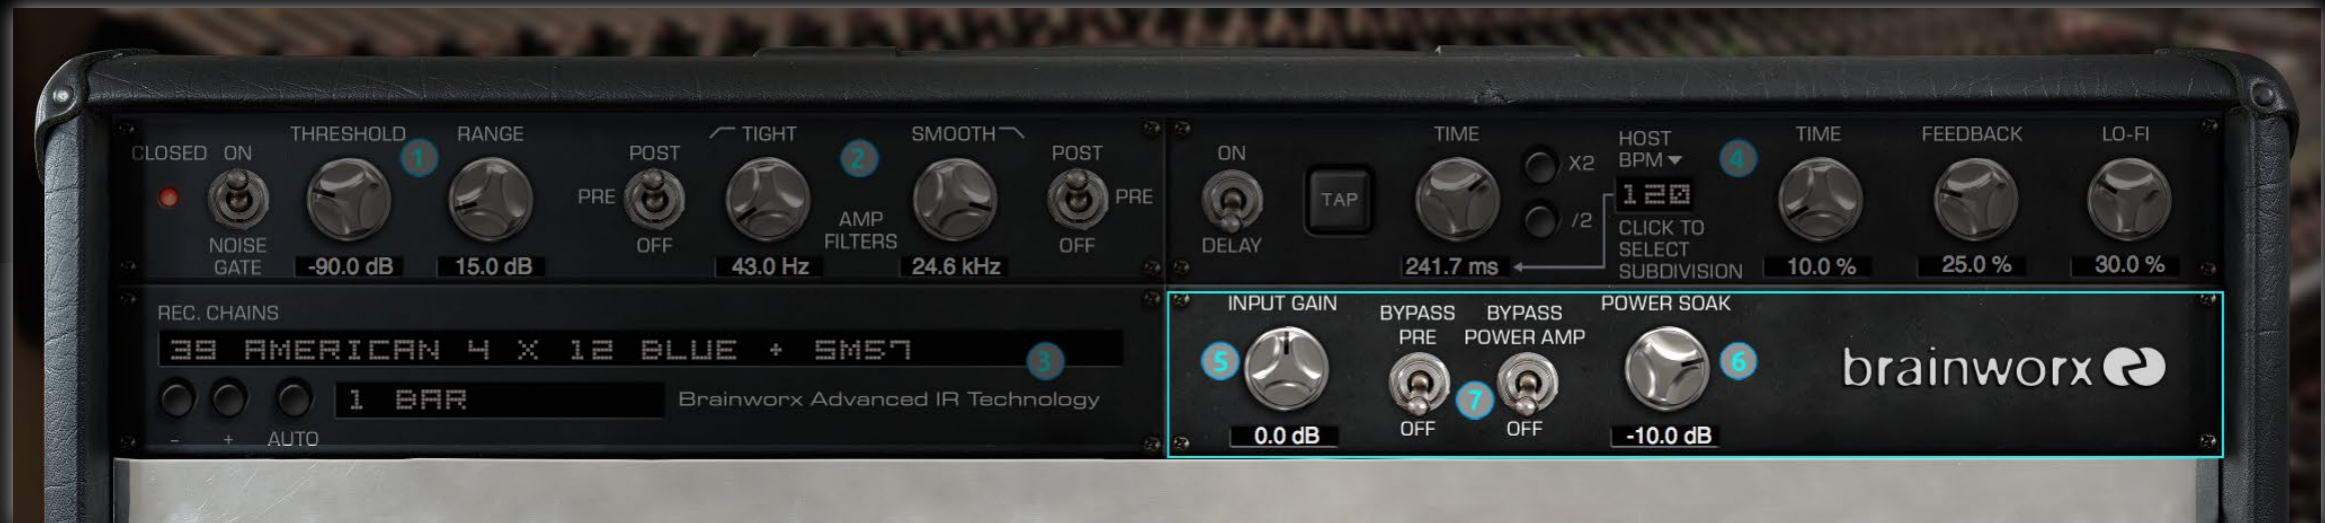 CLOSED ON
NOISE
GATE
THRESHOLD
-90.0 dB
1
RANGE
15.0 dB
POST
PRE
OFF
TIGHT
43.0 Hz
2
AMP
FILTERS
SMOOTH
24.6 kHz
POST
PRE
OFF
ON
DELAY
TAP
TIME
241.7 ms
X2
/2
HOST
BPM
120
CLICK TO
SELECT
SUBDIVISION
4
TIME
10.0 %
FEEDBACK
25.0 %
LO-FI
30.0 %
REC. CHAINS
39 AMERICAN 4 X 12 BLUE + SM57
3
- + AUTO
1 BAR
Brainworx Advanced IR Technology
INPUT GAIN
5
0.0 dB
BYPASS
PRE
OFF
7
BYPASS
POWER AMP
OFF
POWER SOAK
6
-10.0 dB
brainworx